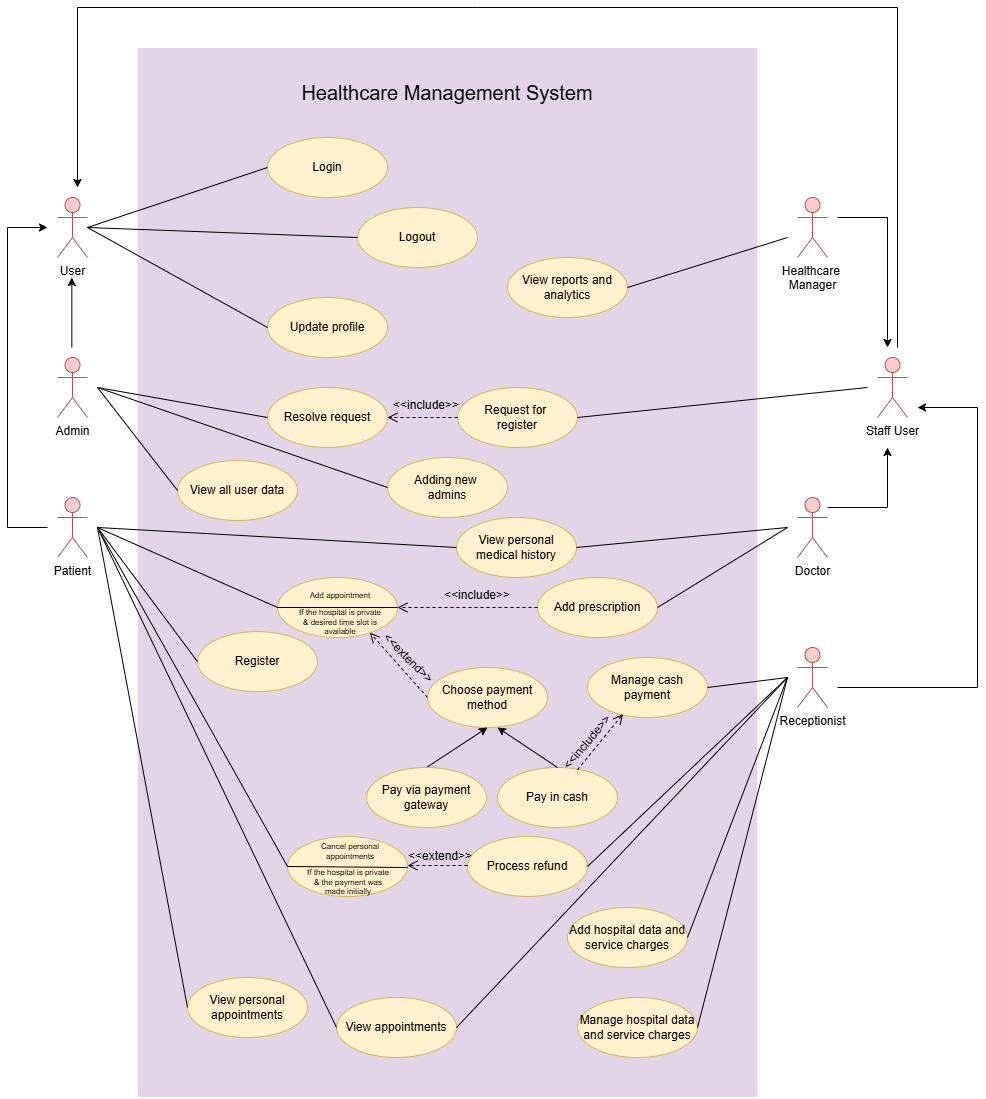 Healthcare Management System
Login
Logout
User
Healthcare
Manager
View reports and
analytics
Update profile
<<include>>
Resolve request
Request for
register
Admin
Staff User
View all user data
Adding new
admins
View personal
medical history
Patient
Doctor
Add appointment
If the hospital is private
& desired time slot is
available
<<include>>
Add prescription
Register
<<extend>>
Choose payment
method
Manage cash
payment
Receptionist
<<include>>
Pay via payment
gateway
Pay in cash
Cancel personal
appointments
If the hospital is private
& the payment was
made initially
<<extend>>
Process refund
Add hospital data and
service charges
View personal
appointments
View appointments
Manage hospital data
and service charges